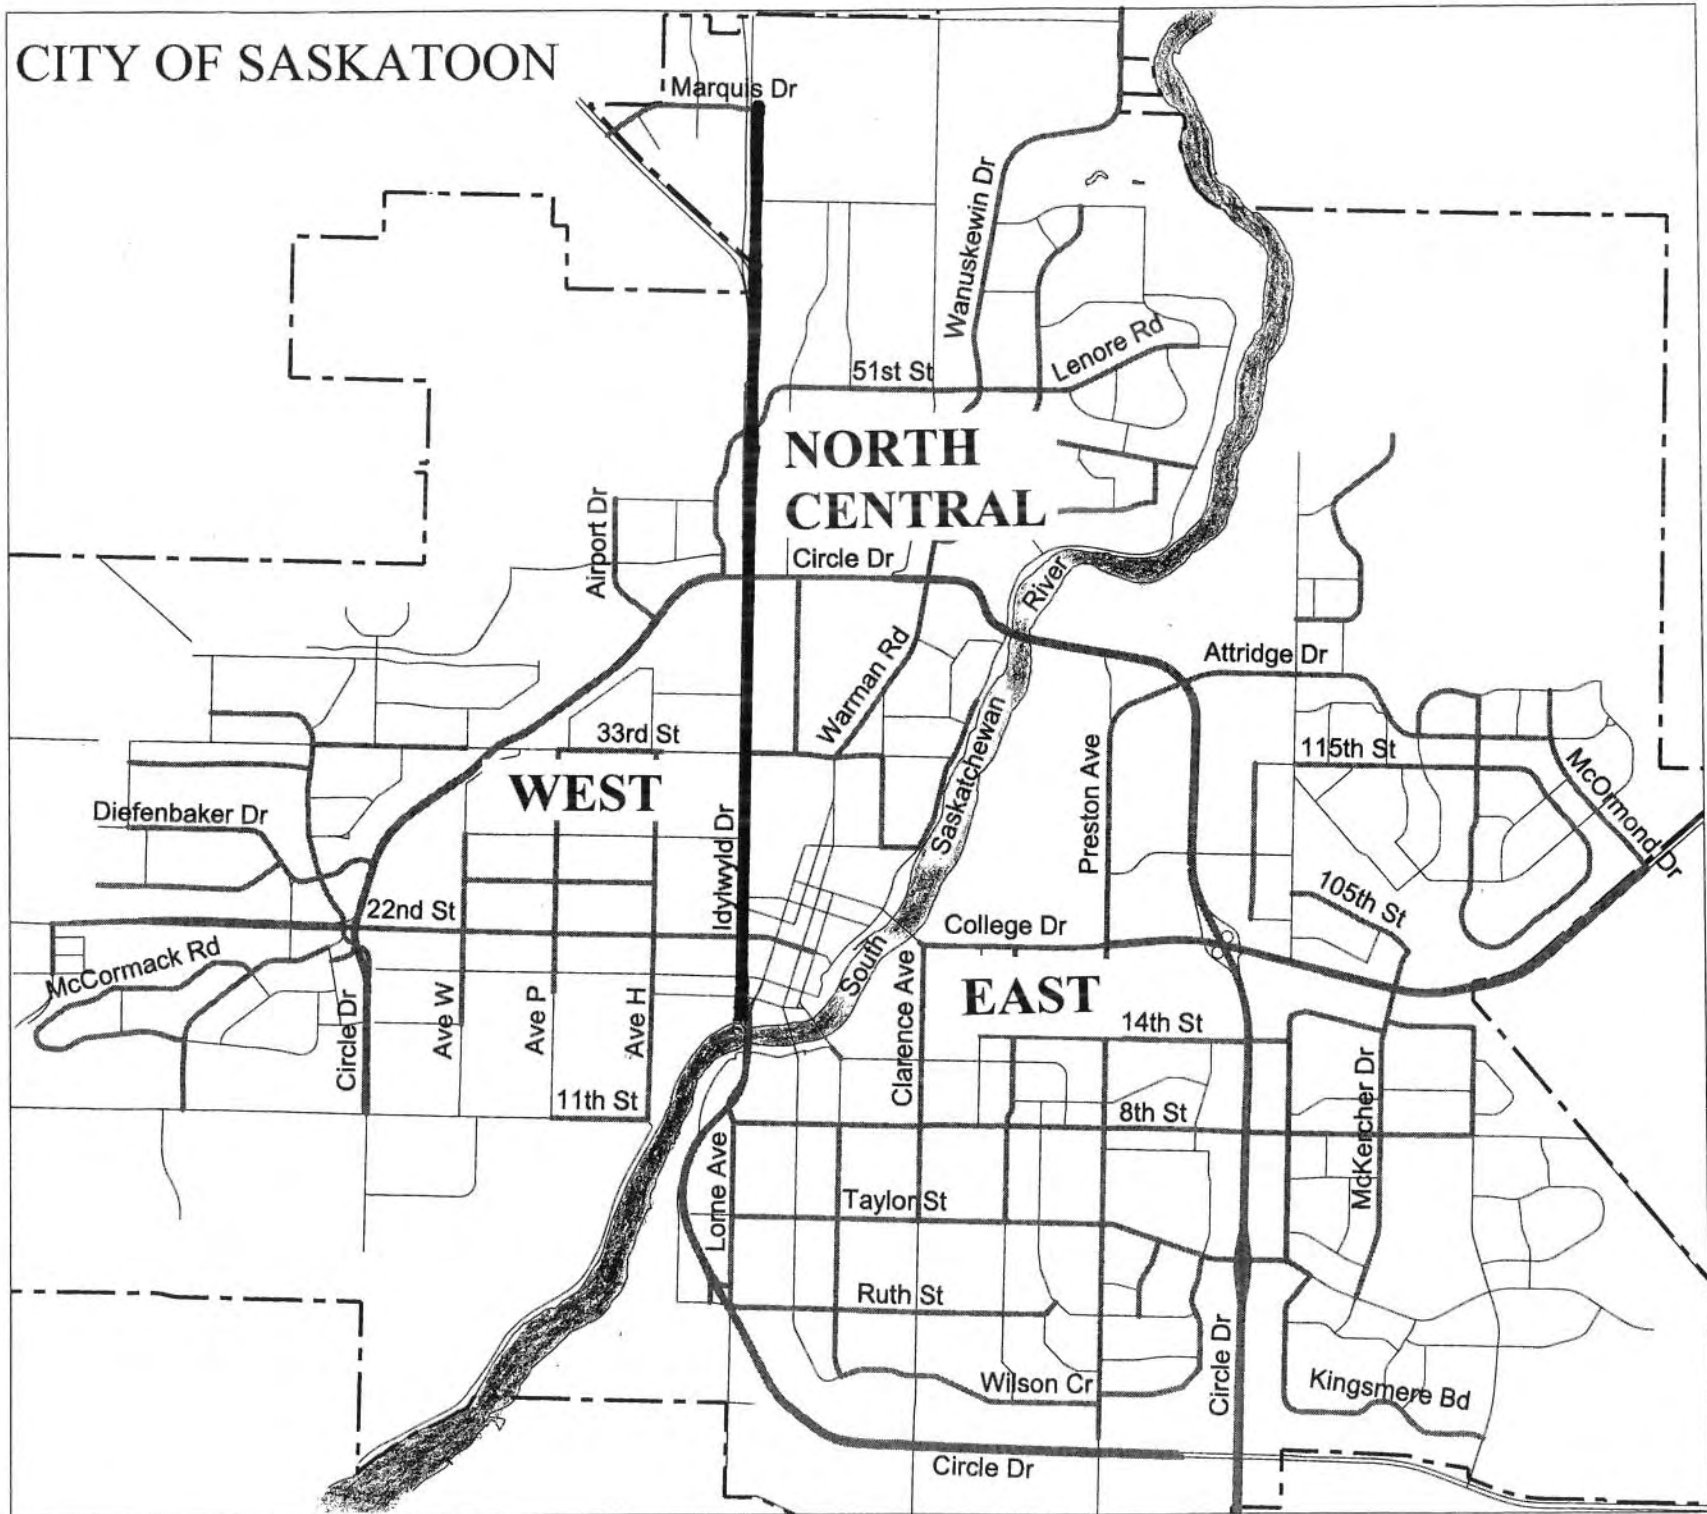 CITY OF SASKATOON
Marquis Dr
Wanuskewin Dr
Lenore Rd
51st St
NORTH
CENTRAL
Airport Dr
Circle Dr
River
Warman Rd
Attridge Dr
Saskatchewan
33rd St
115th St
WEST
McOrmond Dr
Diefenbaker Dr
Preston Ave
Idylwyld Dr
105th St
22nd St
College Dr
McCormack Rd
South
Clarence Ave
EAST
Circle Dr
Ave W
Ave P
Ave H
14th St
11th St
8th St
McKercher Dr
Lorne Ave
Taylor St
Ruth St
Circle Dr
Wilson Cr
Kingsmere Bd
Circle Dr